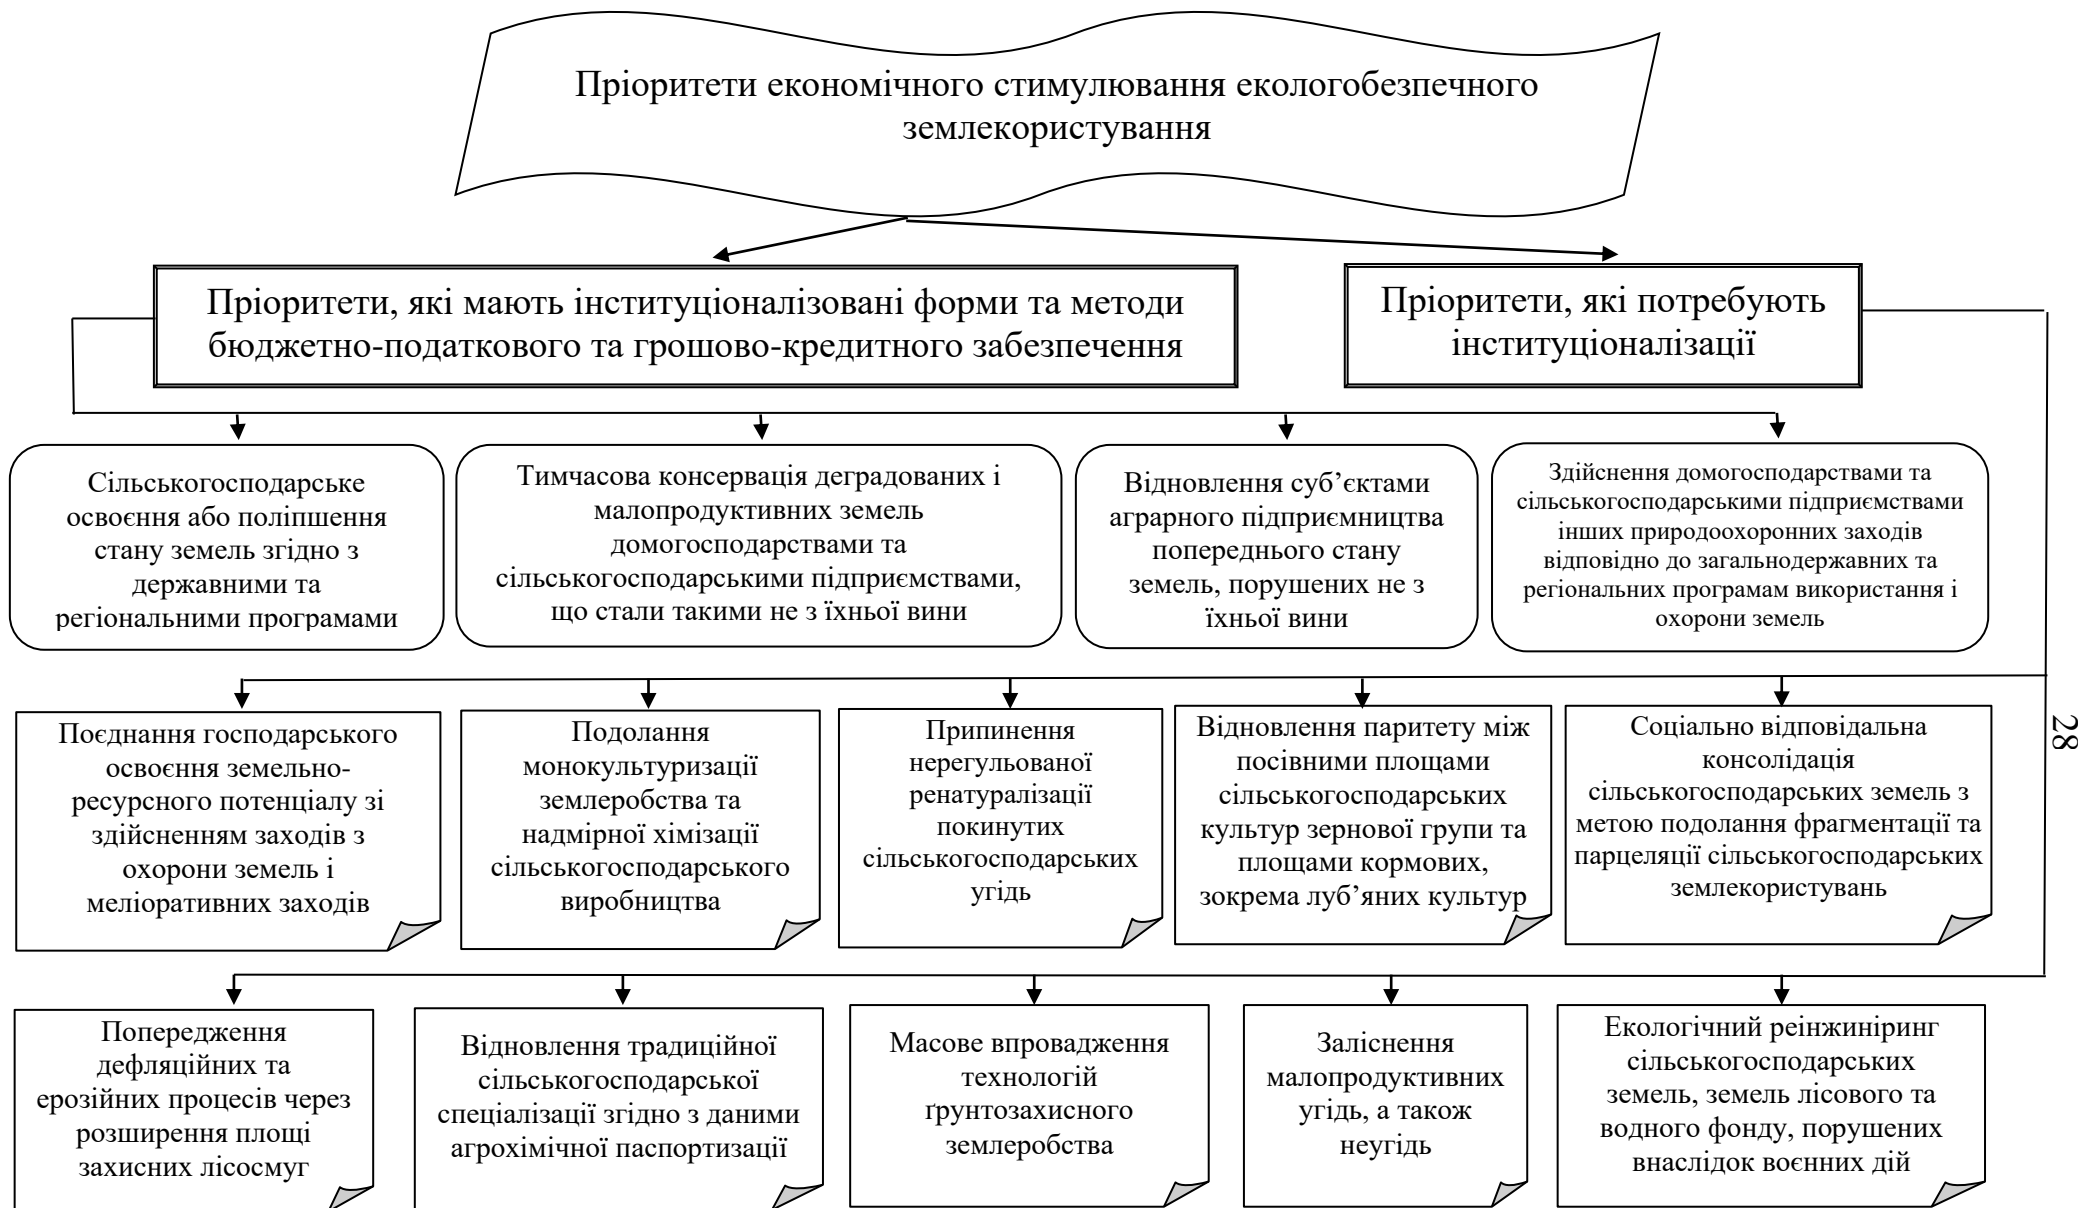 Пріоритети економічного стимулювання екологобезпечного
землекористування
Пріоритети, які мають інституціоналізовані форми та методи
бюджетно-податкового та грошово-кредитного забезпечення
Пріоритети, які потребують
інституціоналізації
Сільськогосподарське
освоєння або поліпшення
стану земель згідно з
державними та
регіональними програмами
Тимчасова консервація деградованих і
малопродуктивних земель
домогосподарствами та
сільськогосподарськими підприємствами,
що стали такими не з їхньої вини
Відновлення суб’єктами
аграрного підприємництва
попереднього стану
земель, порушених не з
їхньої вини
Здійснення домогосподарствами та
сільськогосподарськими підприємствами
інших природоохоронних заходів
відповідно до загальнодержавних та
регіональних програмам використання і
охорони земель
Поєднання господарського
освоєння земельно-
ресурсного потенціалу зі
здійсненням заходів з
охорони земель і
меліоративних заходів
Подолання
монокультуризації
землеробства та
надмірної хімізації
сільськогосподарського
виробництва
Припинення
нерегульованої
ренатуралізації
покинутих
сільськогосподарських
угідь
Відновлення паритету між
посівними площами
сільськогосподарських
культур зернової групи та
площами кормових,
зокрема луб’яних культур
Соціально відповідальна
консолідація
сільськогосподарських земель з
метою подолання фрагментації та
парцеляції сільськогосподарських
землекористувань
28
Попередження
дефляційних та
ерозійних процесів через
розширення площі
захисних лісосмуг
Відновлення традиційної
сільськогосподарської
спеціалізації згідно з даними
агрохімічної паспортизації
Масове впровадження
технологій
ґрунтозахисного
землеробства
Заліснення
малопродуктивних
угідь, а також
неугідь
Екологічний реінжиніринг
сільськогосподарських
земель, земель лісового та
водного фонду, порушених
внаслідок воєнних дій